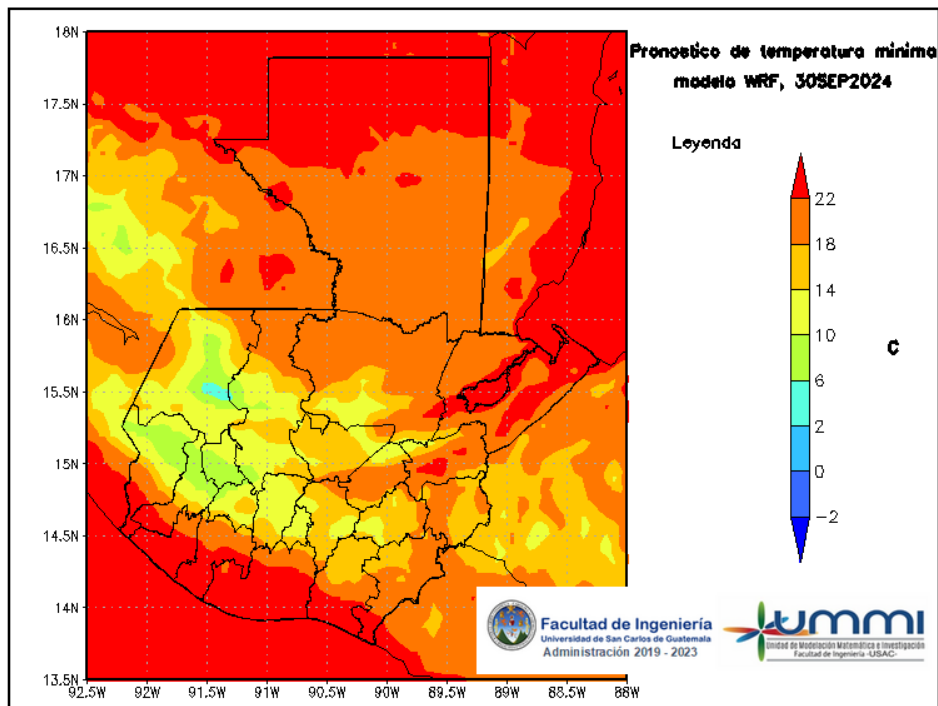 Pronostico de temperatura minima
modelo WRF, 30SEP2024
Leyenda
22
18
14
10
6
2
0
-2
C
18N
17.5N
17N
16.5N
16N
15.5N
15N
14.5N
14N
13.5N
92.5W
92W
91.5W
91W
90.5W
90W
89.5W
89W
88.5W
88W
Facultad de Ingeniería
Universidad de San Carlos de Guatemala
Administración 2019 - 2023
ummi
Unidad de Modelación Matemática e Investigación
Facultad de Ingeniería -USAC-